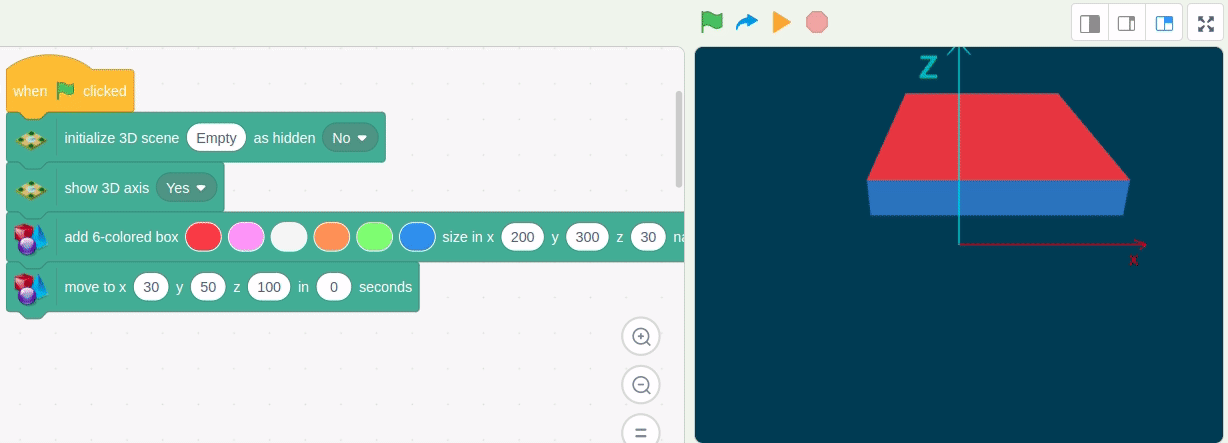 when clicked
initialize 3D scene Empty as hidden No
show 3D axis Yes
add 6-colored box size in x 200 y 300 z 30 na
move to x 30 y 50 z 100 in 0 seconds
Z
x